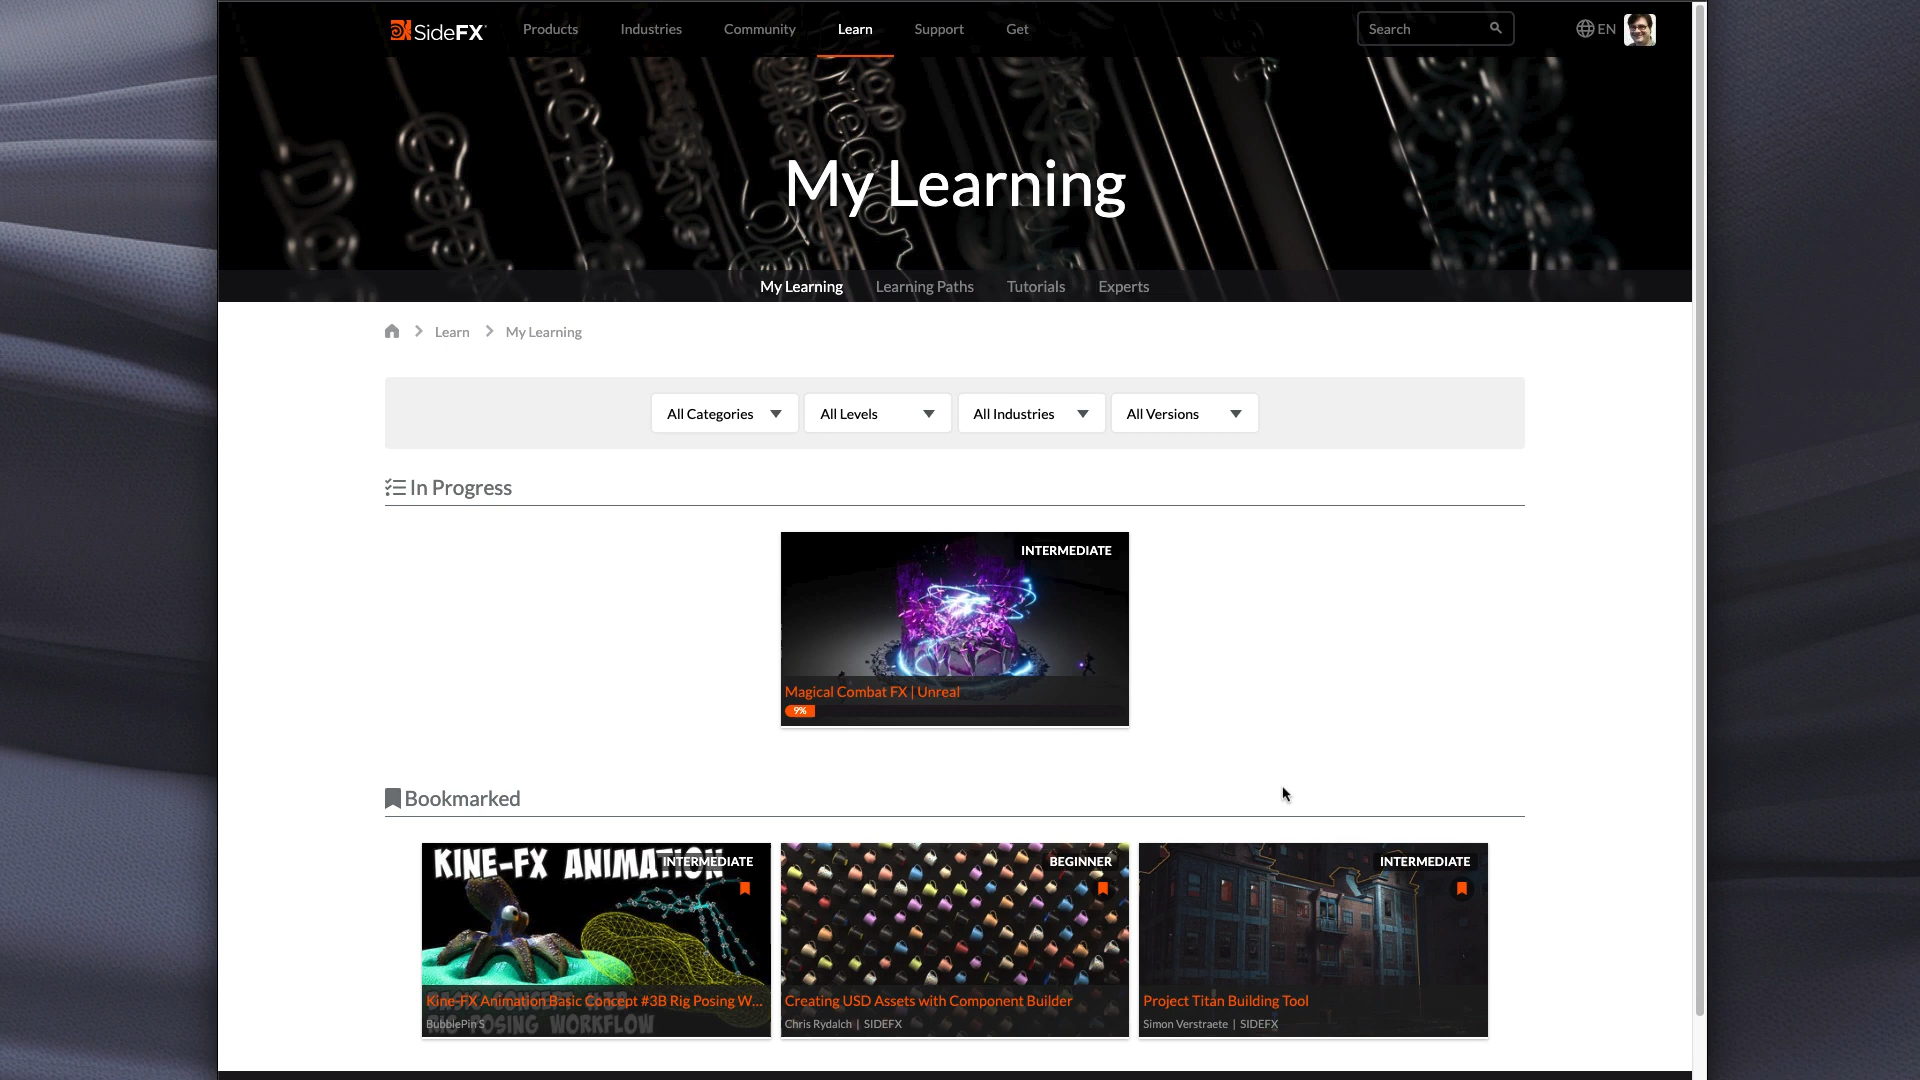 SideFX
Products
Industries
Community
Learn
Support
Get
Search
EN
My Learning
My Learning
Learning Paths
Tutorials
Experts
Learn
My Learning
All Categories
All Levels
All Industries
All Versions
In Progress
INTERMEDIATE
Magical Combat FX | Unreal
9%
Bookmarked
KINE-FX ANIMATION
INTERMEDIATE
Kine-FX Animation Basic Concept #3B Rig Posing W...
BubblePin S
RIG POSING WORKFLOW
BEGINNER
Creating USD Assets with Component Builder
Chris Rydalch | SIDEFX
INTERMEDIATE
Project Titan Building Tool
Simon Verstraete | SIDEFX